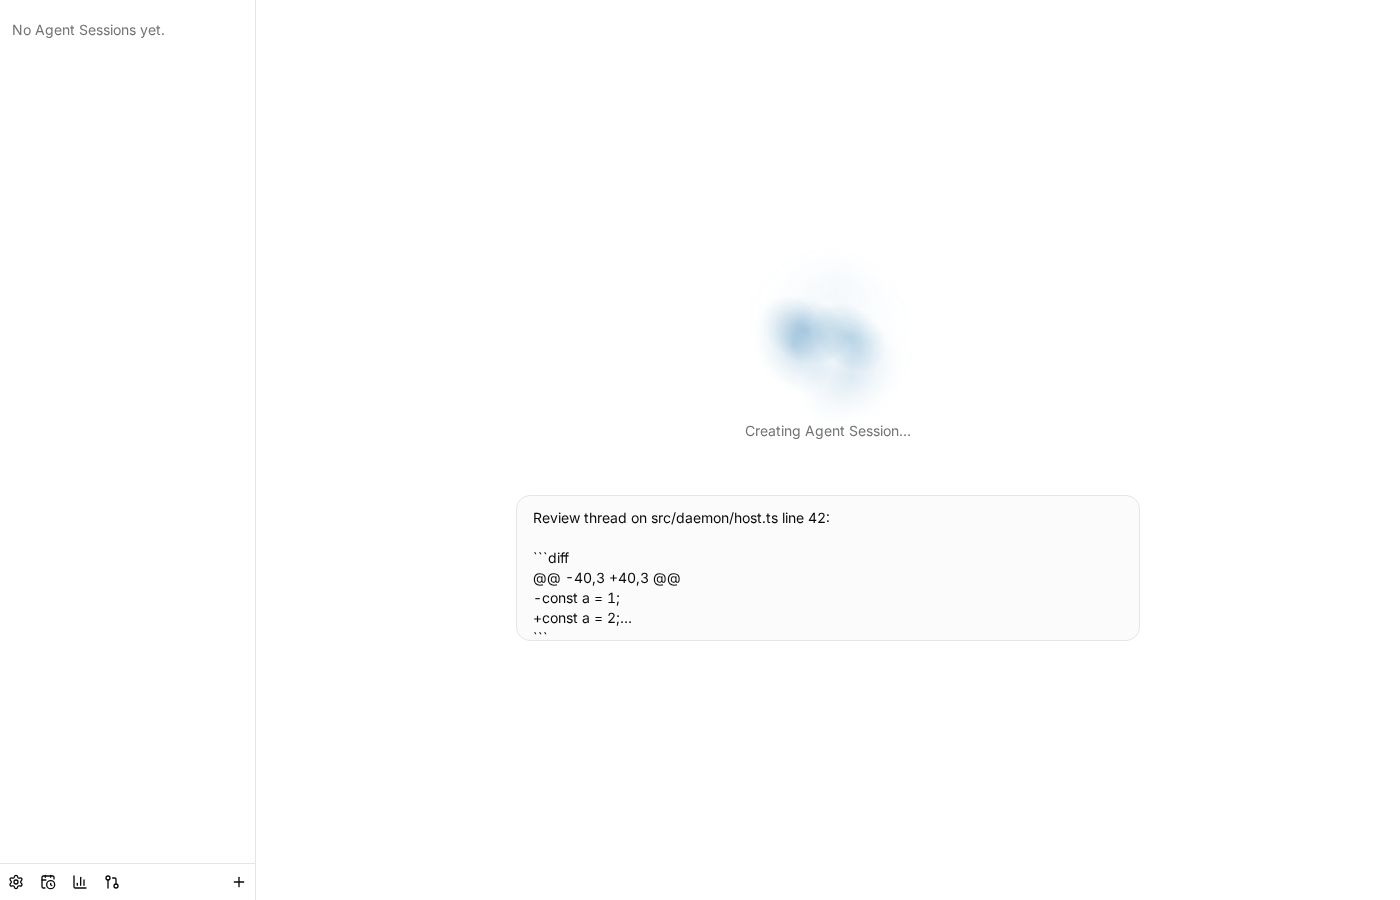 No Agent Sessions yet.
Creating Agent Session...
Review thread on src/daemon/host.ts line 42:
```diff
@@ -40,3 +40,3 @@
-const a = 1;
+const a = 2;...
```